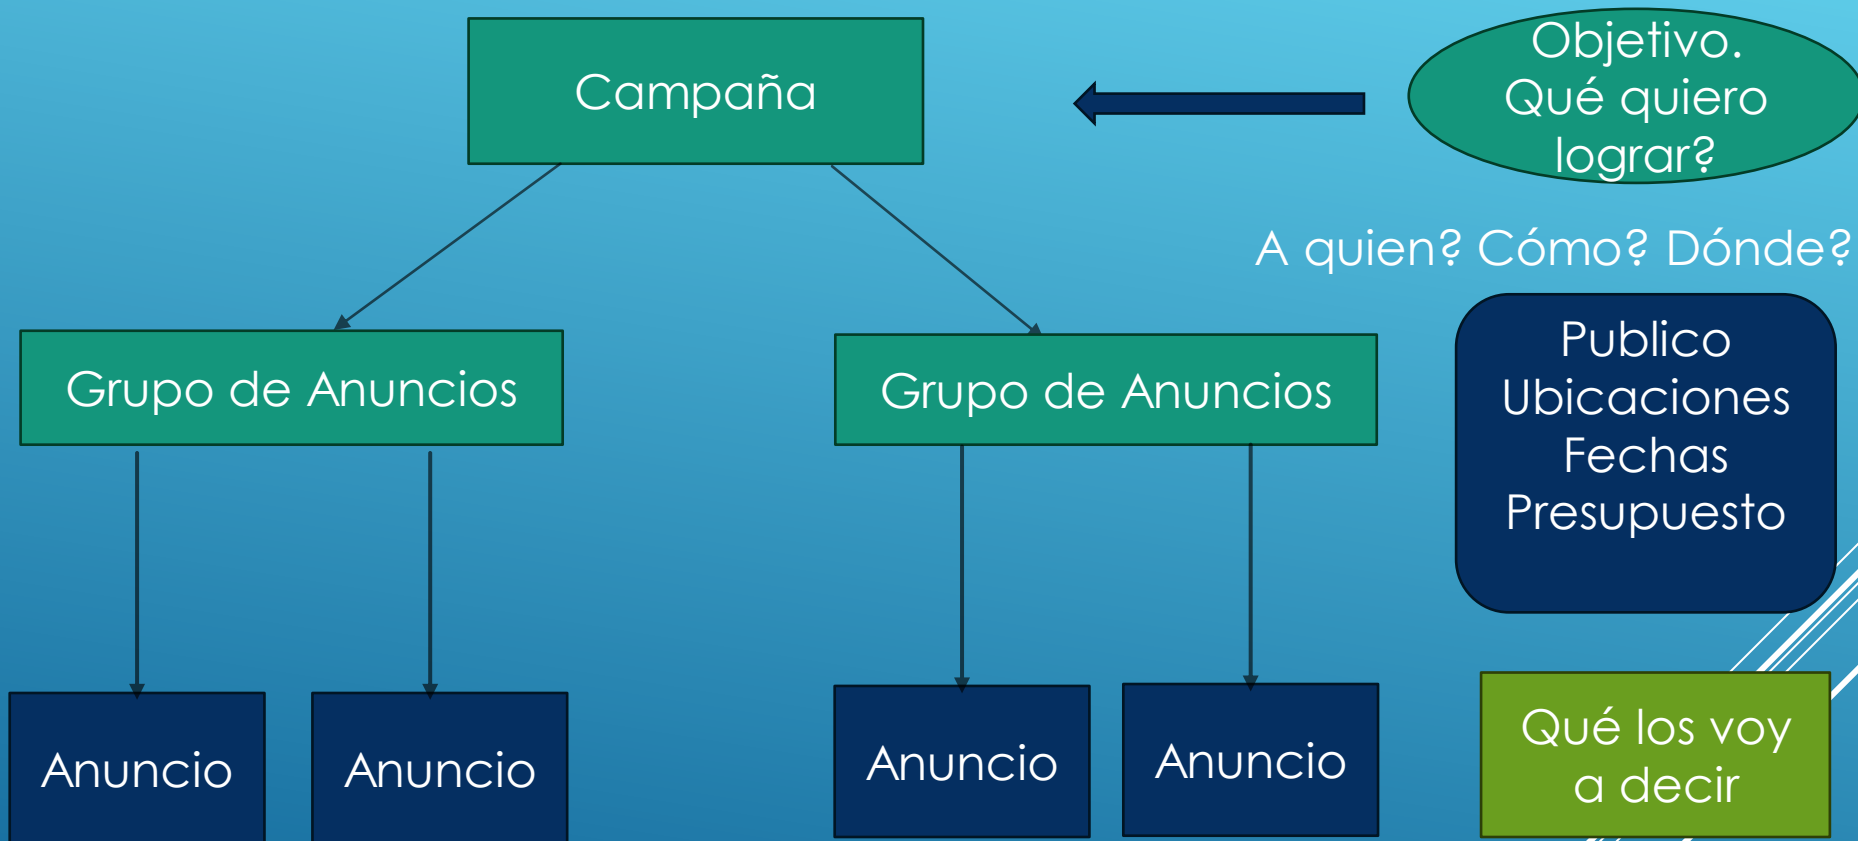 Campaña
Objetivo.
Qué quiero
lograr?
A quien? Cómo? Dónde?
Grupo de Anuncios
Grupo de Anuncios
Publico
Ubicaciones
Fechas
Presupuesto
Anuncio
Anuncio
Anuncio
Anuncio
Qué los voy
a decir